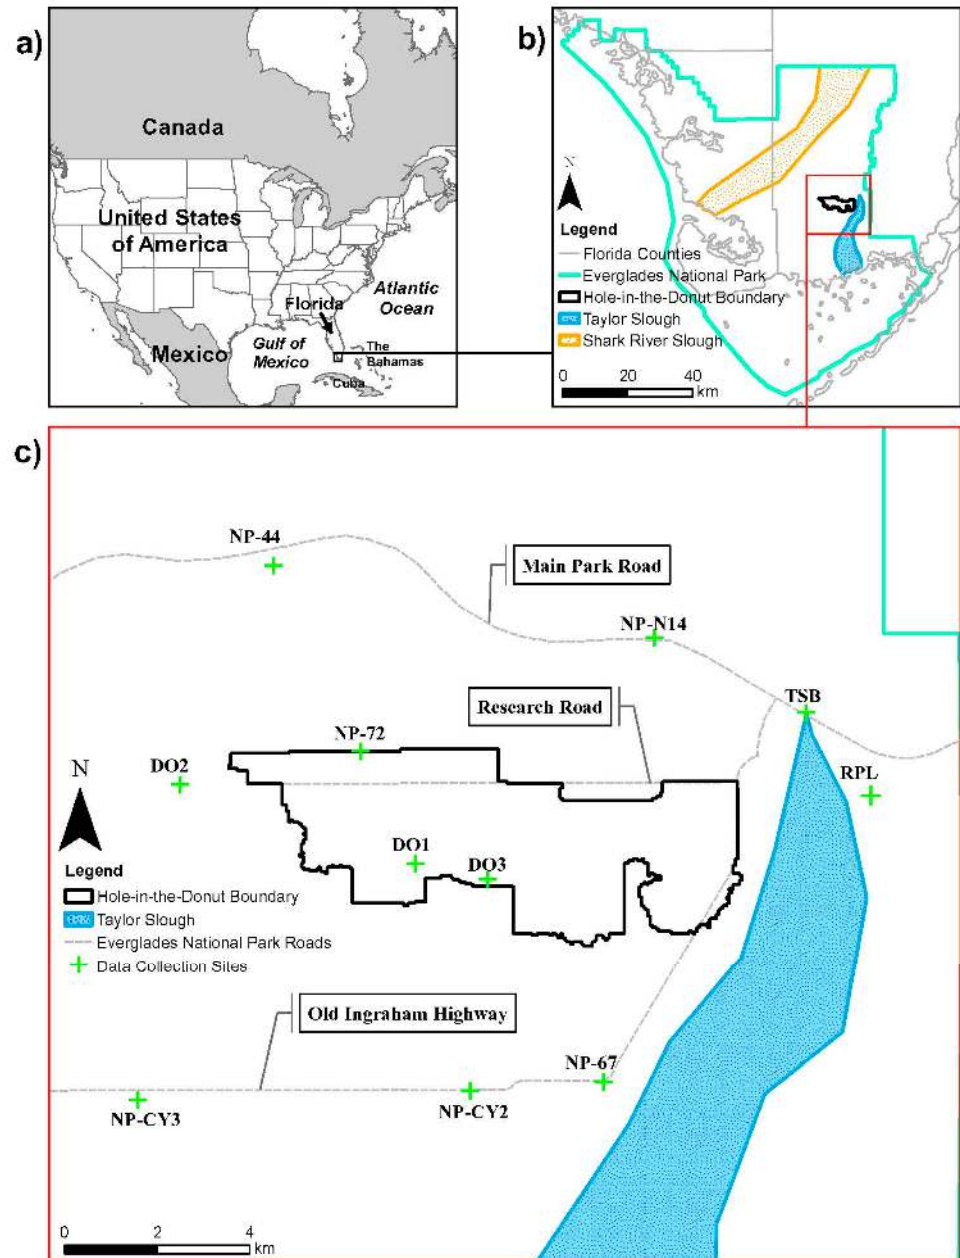 a)
Canada
United States
of America
Atlantic
Ocean
Florida
Gulf of
Mexico
The
Bahamas
Mexico
Cuba
b)
N
Legend
Florida Counties
Everglades National Park
Hole-in-the-Donut Boundary
Taylor Slough
Shark River Slough
0 20 40
km
c)
NP-44
Main Park Road
NP-N14
Research Road
TSB
NP-72
DO2
RPL
N
DO1
DO3
Legend
Hole-in-the-Donut Boundary
Taylor Slough
Everglades National Park Roads
Data Collection Sites
Old Ingraham Highway
NP-67
NP-CY3
NP-CY2
0 2 4
km